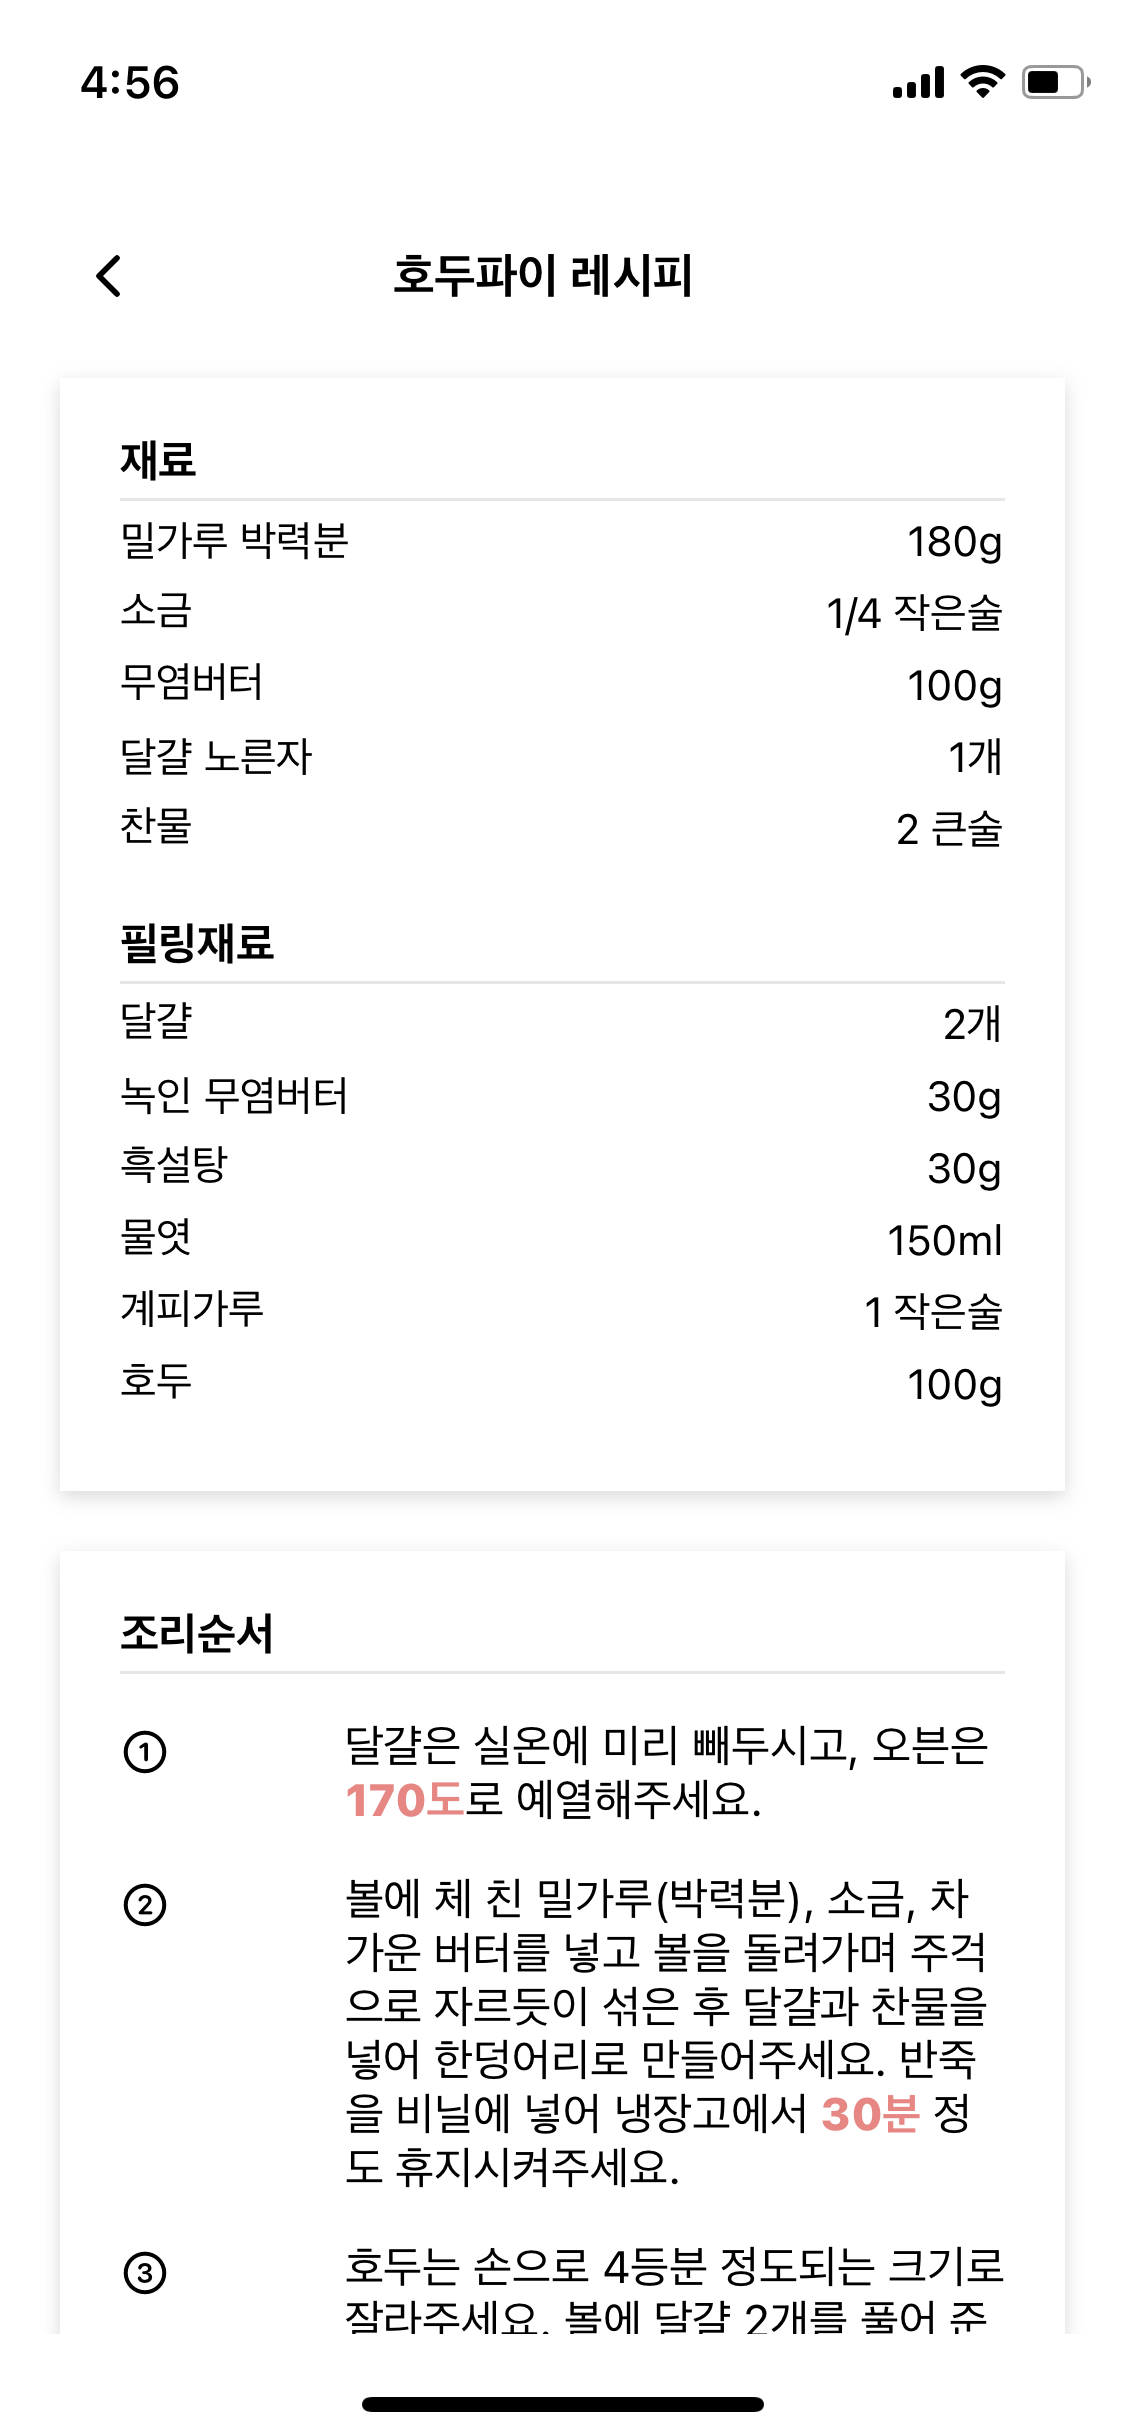 4:56
호두파이 레시피
재료
밀가루 박력분 180g
소금 1/4 작은술
무염버터 100g
달걀 노른자 1개
찬물 2 큰술
필링재료
달걀 2개
녹인 무염버터 30g
흑설탕 30g
물엿 150ml
계피가루 1 작은술
호두 100g
조리순서
① 달걀은 실온에 미리 빼두시고, 오븐은
170도로 예열해주세요.
② 볼에 체 친 밀가루(박력분), 소금, 차
가운 버터를 넣고 볼을 돌려가며 주걱
으로 자르듯이 섞은 후 달걀과 찬물을
넣어 한덩어리로 만들어주세요. 반죽
을 비닐에 넣어 냉장고에서 30분 정
도 휴지시켜주세요.
③ 호두는 손으로 4등분 정도되는 크기로
잘라주세요. 볼에 달걀 2개를 풀어 준